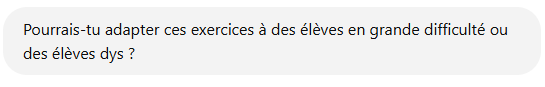 Pourrais-tu adapter ces exercices à des élèves en grande difficulté ou
des élèves dys ?